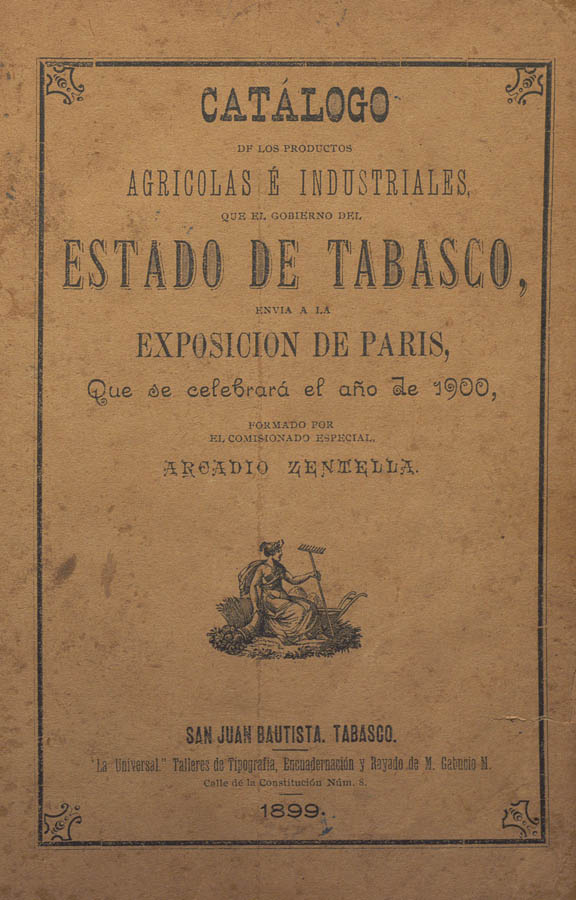 CATÁLOGO
DE LOS PRODUCTOS
AGRICOLAS É INDUSTRIALES,
QUE EL GOBIERNO DEL
ESTADO DE TABASCO,
ENVIA A LA
EXPOSICION DE PARIS,
Que se celebrará el año de 1900,
FORMADO POR
EL COMISIONADO ESPECIAL,
ARCADIO ZENTELLA.
SAN JUAN BAUTISTA. TABASCO.
"La Universal." Talleres de Tipografía, Encuadernación y Rayado de M. Gabucio M.
Calle de la Constitución Núm. 8.
1899.